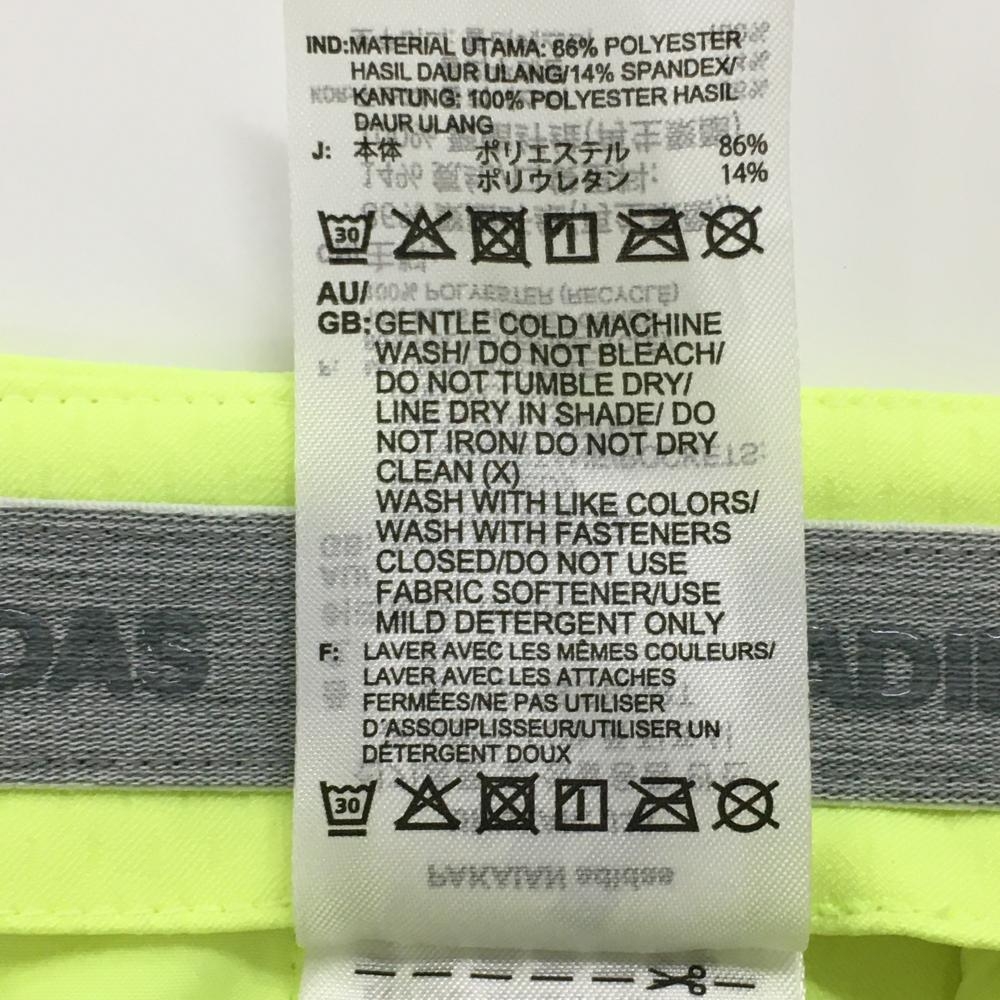 IND:MATERIAL UTAMA: 86% POLYESTER
HASIL DAUR ULANG/14% SPANDEX/
KANTUNG: 100% POLYESTER HASIL
DAUR ULANG
J: 本体 ポリエステル 86%
ポリウレタン 14%
30
AU/
GB:GENTLE COLD MACHINE
WASH/ DO NOT BLEACH/
DO NOT TUMBLE DRY/
LINE DRY IN SHADE/ DO
NOT IRON/ DO NOT DRY
CLEAN (X)
WASH WITH LIKE COLORS/
WASH WITH FASTENERS
CLOSED/DO NOT USE
FABRIC SOFTENER/USE
MILD DETERGENT ONLY
F: LAVER AVEC LES MÊMES COULEURS/
LAVER AVEC LES ATTACHES
FERMÉES/NE PAS UTILISER
D´ASSOUPLISSEUR/UTILISER UN
DÉTERGENT DOUX
30
PAKAIAN adidas
DAS
ADI